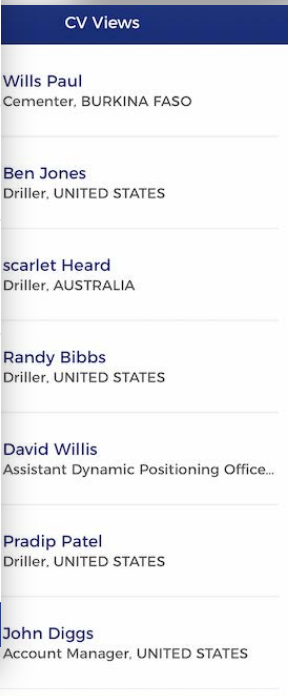 CV Views
Wills Paul
Cementer, BURKINA FASO
Ben Jones
Driller, UNITED STATES
scarlet Heard
Driller, AUSTRALIA
Randy Bibbs
Driller, UNITED STATES
David Willis
Assistant Dynamic Positioning Office...
Pradip Patel
Driller, UNITED STATES
John Diggs
Account Manager, UNITED STATES